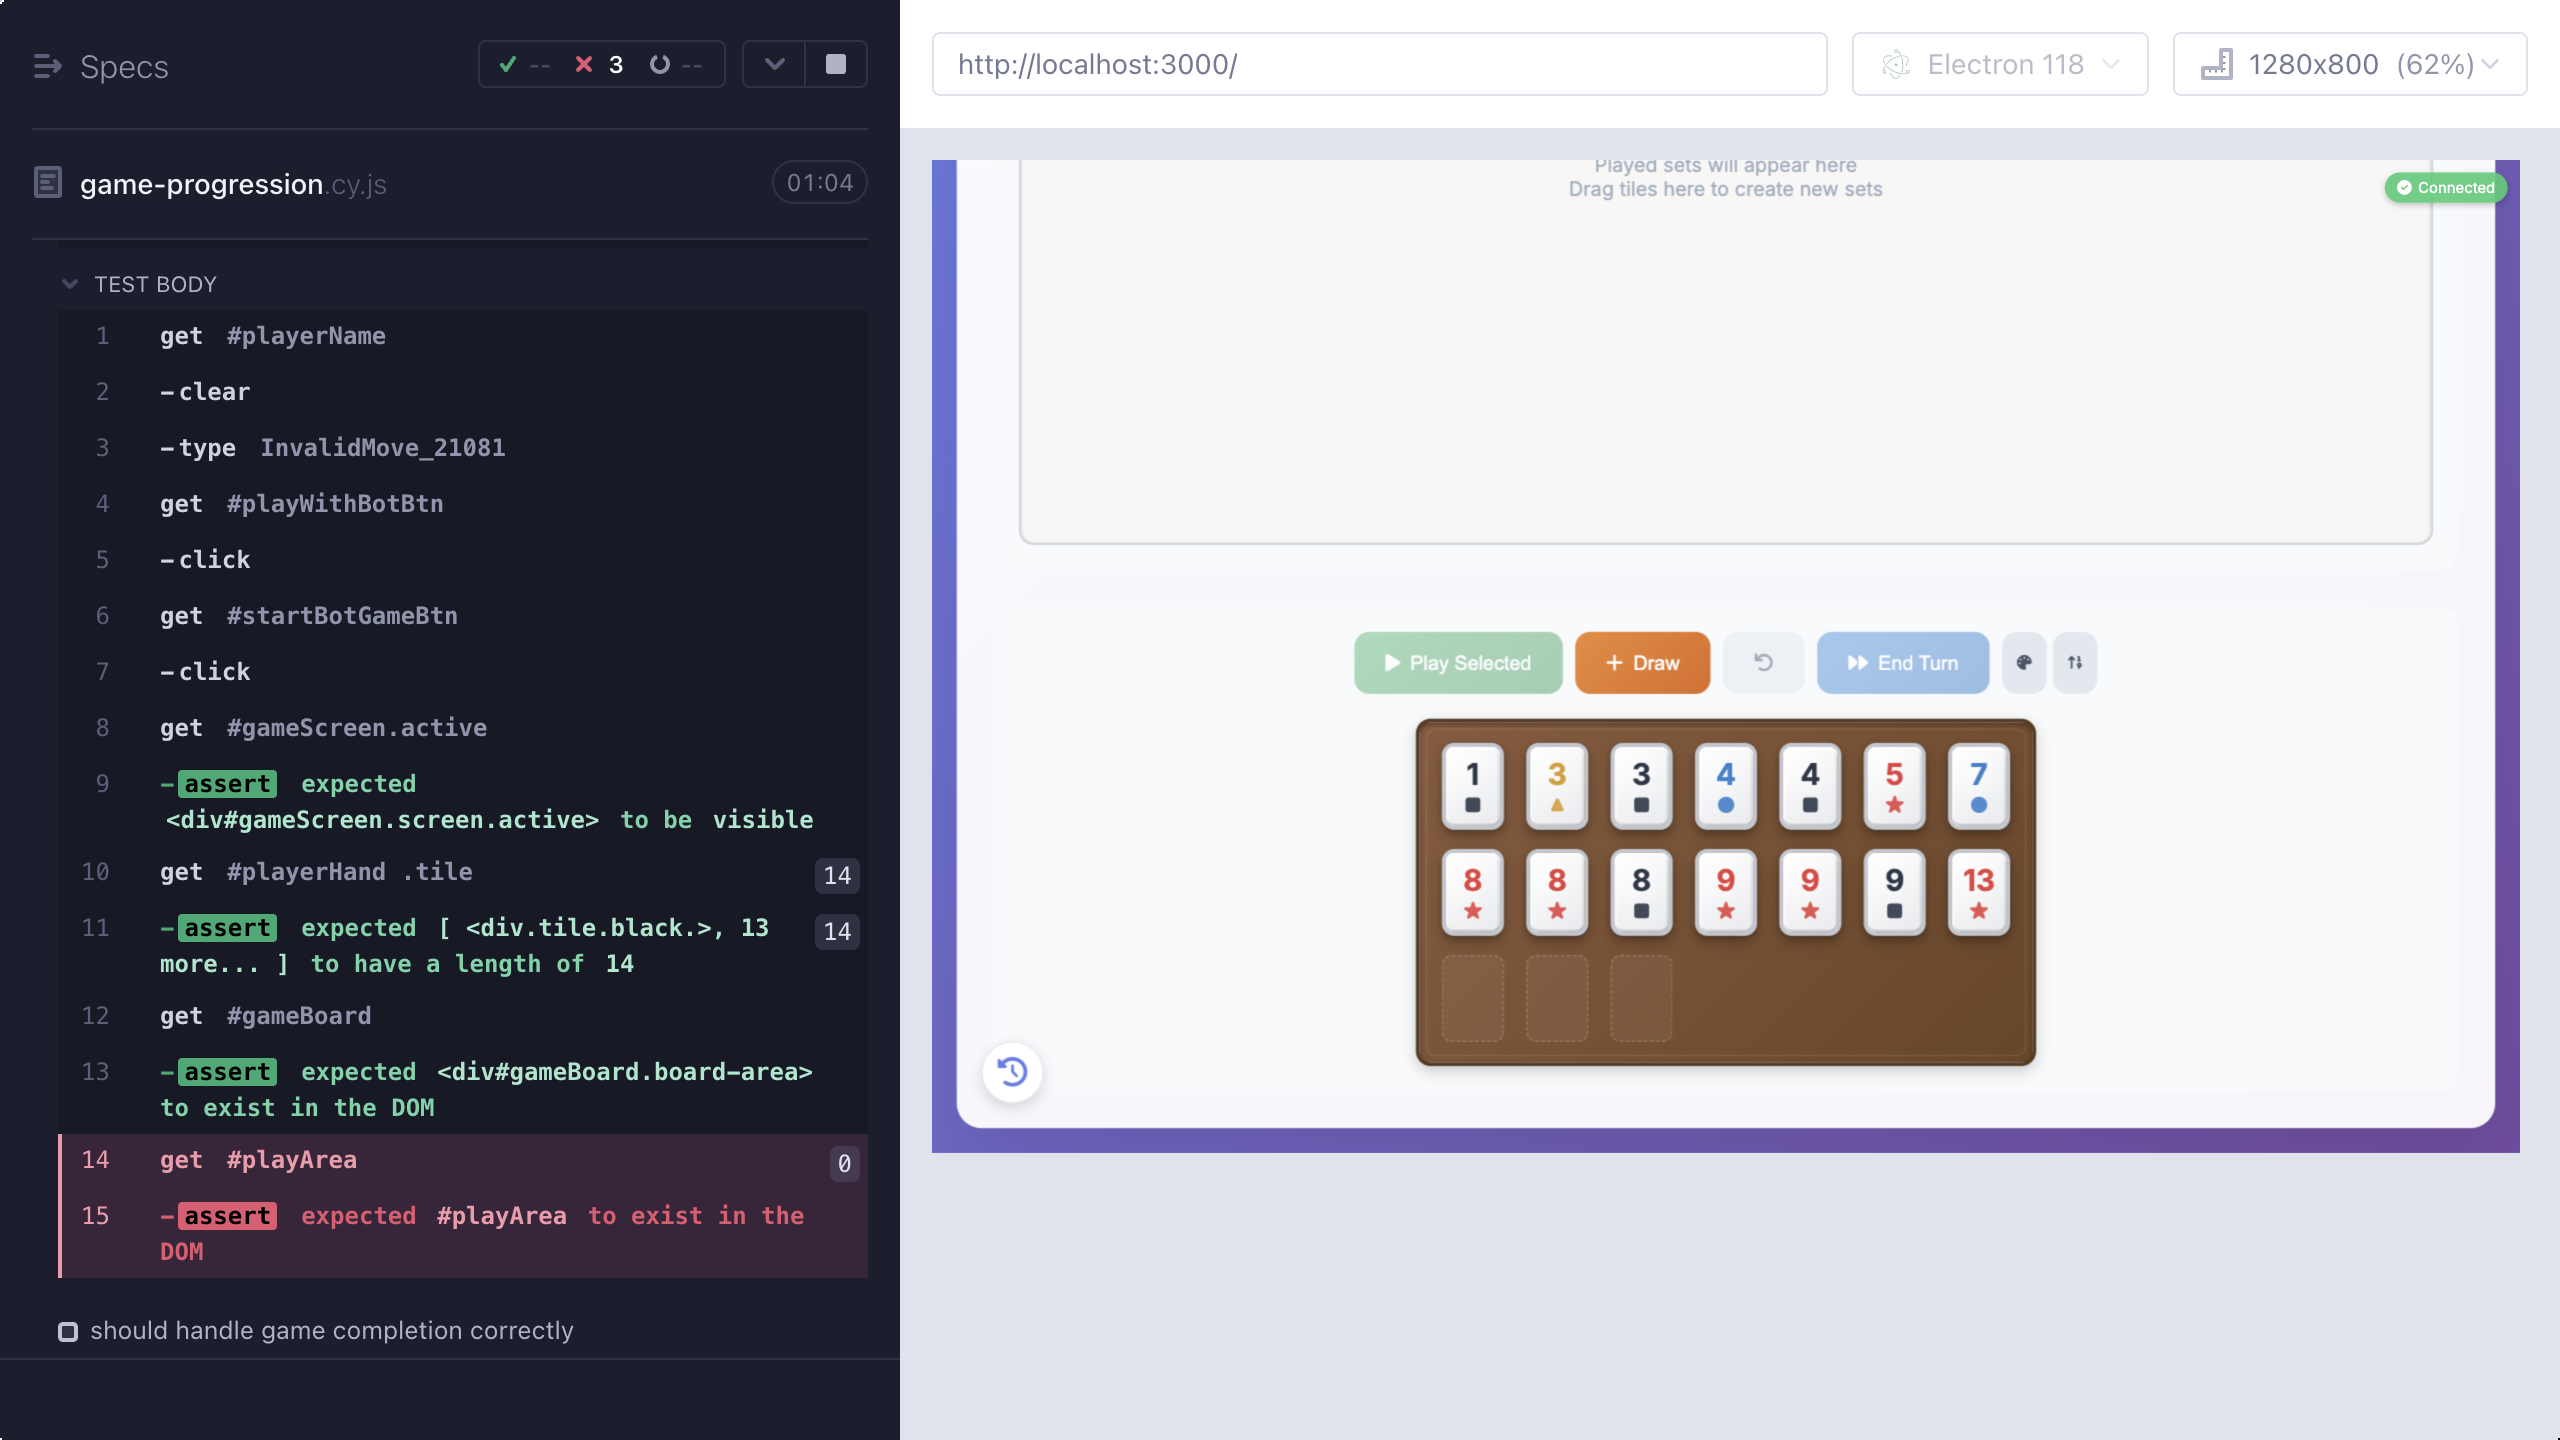 Specs
--
3
--
game-progression.cy.js
01:04
TEST BODY
1 get #playerName
2 -clear
3 -type InvalidMove_21081
4 get #playWithBotBtn
5 -click
6 get #startBotGameBtn
7 -click
8 get #gameScreen.active
9 -assert expected
<div#gameScreen.screen.active> to be visible
10 get #playerHand .tile 14
11 -assert expected [ <div.tile.black.>, 13 14
more... ] to have a length of 14
12 get #gameBoard
13 -assert expected <div#gameBoard.board-area>
to exist in the DOM
14 get #playArea 0
15 -assert expected #playArea to exist in the
DOM
should handle game completion correctly
http://localhost:3000/
Electron 118
1280x800 (62%)
Played sets will appear here
Drag tiles here to create new sets
Connected
Play Selected
Draw
End Turn
1 3 3 4 4 5 7
8 8 8 9 9 9 13